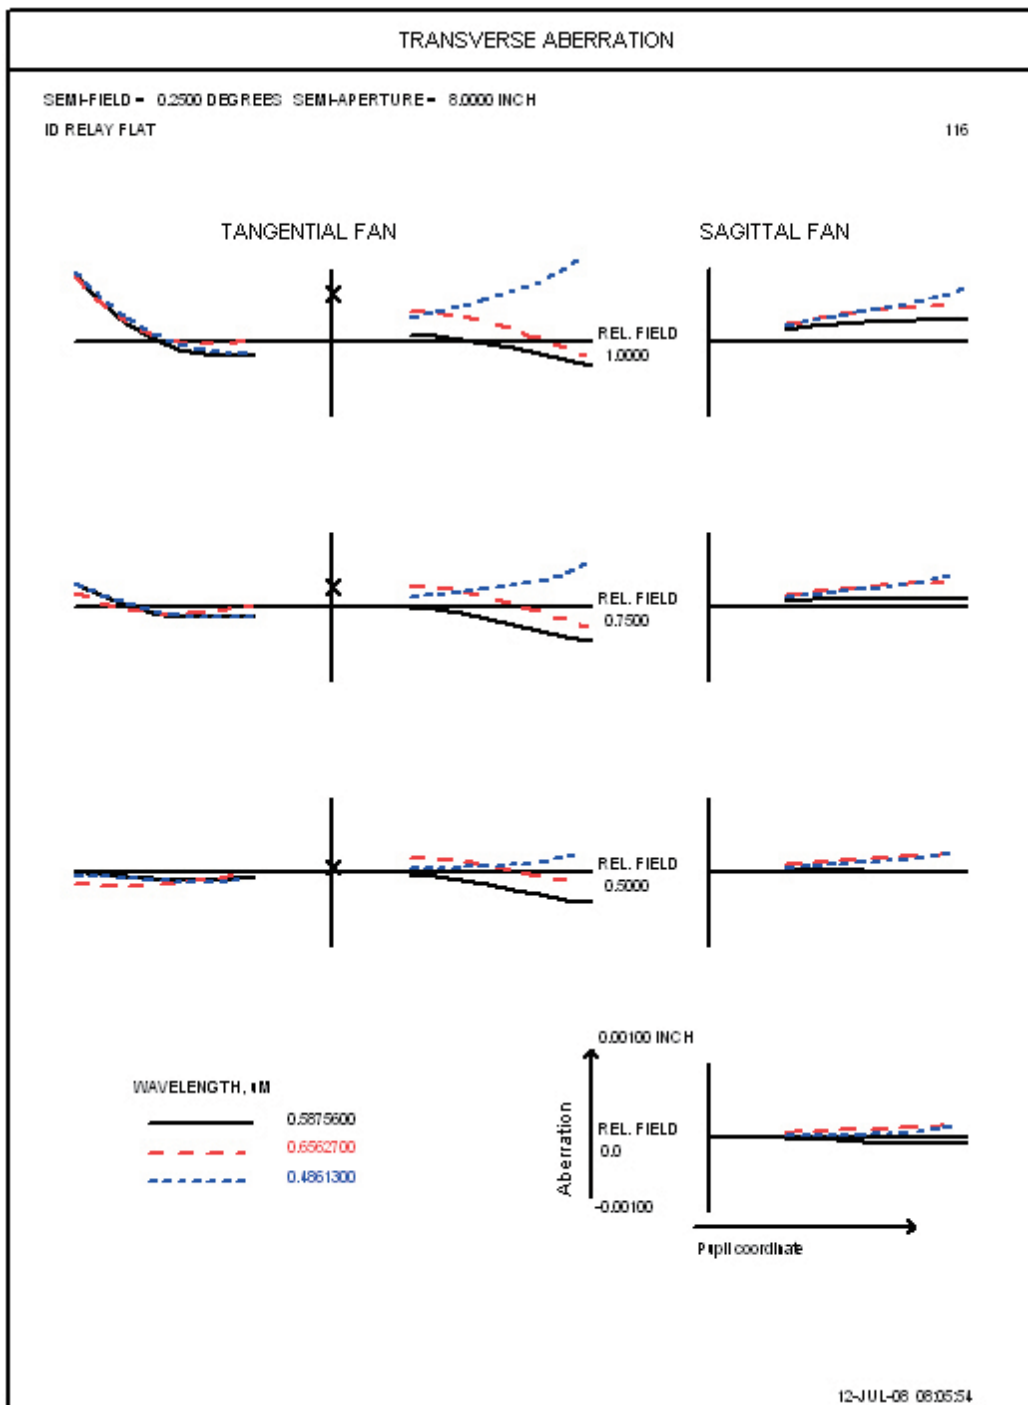 TRANSVERSE ABERRATION
SEMI-FIELD = 0.2500 DEGREES SEMI-APERTURE = 8.0000 INCH
ID RELAY FLAT 116
TANGENTIAL FAN SAGITTAL FAN
REL. FIELD
1.0000
REL. FIELD
0.7500
REL. FIELD
0.5000
0.00100 INCH
WAVELENGTH, uM
0.5875600
0.6562700
0.4861300
Aberration
REL. FIELD
0.0
-0.00100
Pupil coordinate
12-JUL-08 08:05:54